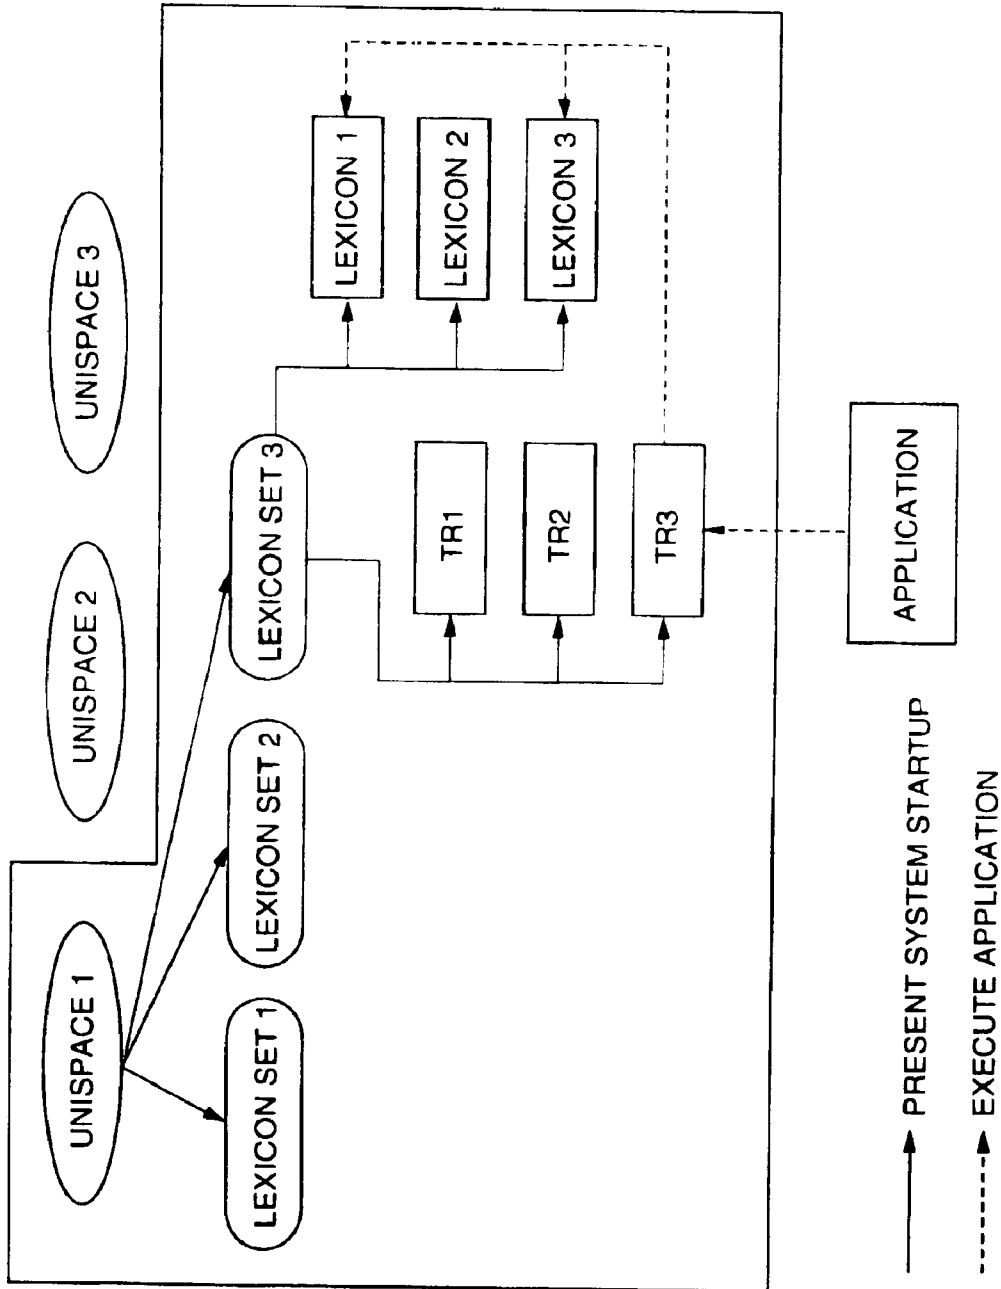 UNISPACE 1
UNISPACE 2
UNISPACE 3
LEXICON SET 1
LEXICON SET 2
LEXICON SET 3
LEXICON 1
LEXICON 2
LEXICON 3
TR1
TR2
TR3
APPLICATION
PRESENT SYSTEM STARTUP
EXECUTE APPLICATION